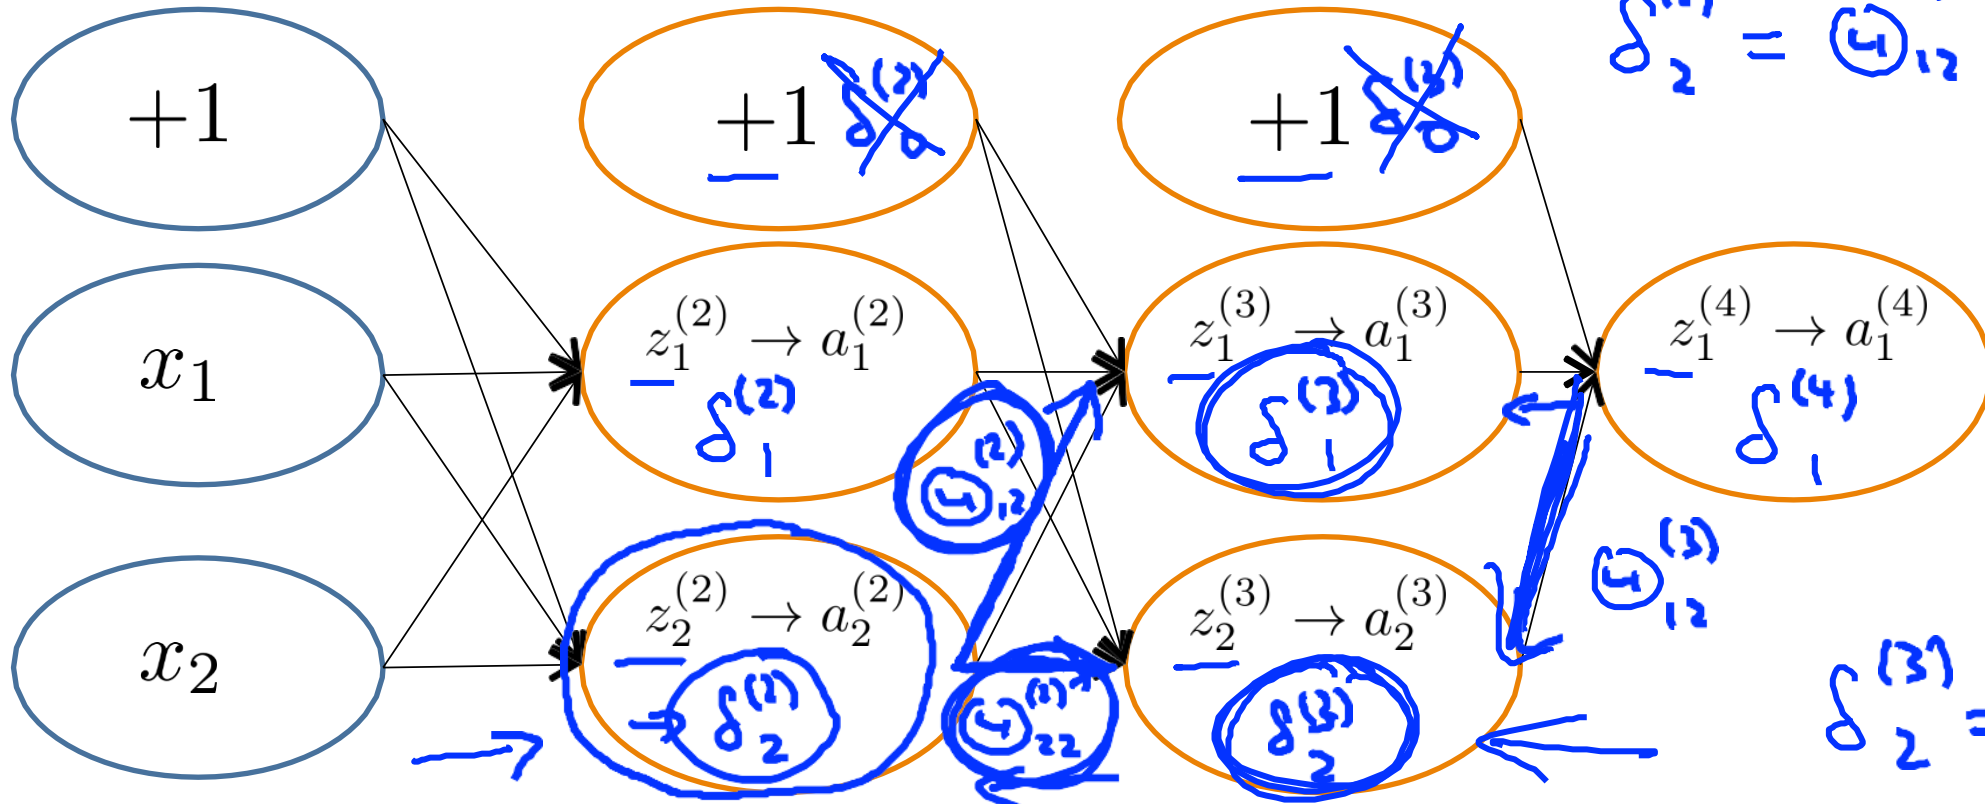 +1 +1 δ₀⁽²⁾ +1 δ₀⁽³⁾ δ₂ = Θ₁₂
x₁ z₁⁽²⁾ → a₁⁽²⁾ z₁⁽³⁾ → a₁⁽³⁾ z₁⁽⁴⁾ → a₁⁽⁴⁾
δ₁⁽²⁾ Θ₁₂⁽²⁾ δ₁⁽³⁾ δ₁⁽⁴⁾
Θ₁₂⁽³⁾
x₂ z₂⁽²⁾ → a₂⁽²⁾ z₂⁽³⁾ → a₂⁽³⁾
→ δ₂⁽²⁾ Θ₂₂⁽²⁾ δ₂⁽³⁾ δ₂⁽³⁾ =